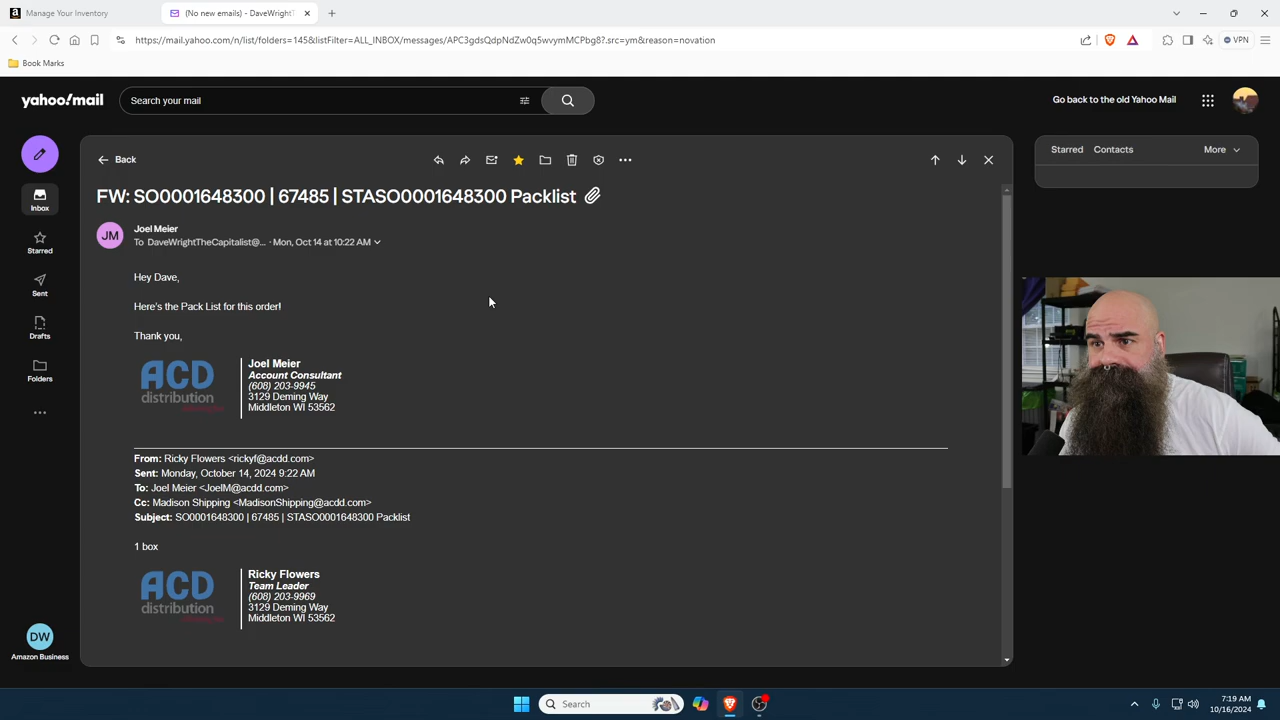 Manage Your Inventory
(No new emails) - DaveWrightT
https://mail.yahoo.com/n/list/folders=145&listFilter=ALL_INBOX/messages/APC3gdsQdpNdZw0q5wvymMCPbg8?.src=ym&reason=novation
VPN
Book Marks
yahoo!mail
Search your mail
Go back to the old Yahoo Mail
Back
Starred Contacts More
Inbox
Starred
Sent
Drafts
Folders
DW
Amazon Business
FW: SO0001648300 | 67485 | STASO0001648300 Packlist
JM
Joel Meier
To DaveWrightTheCapitalist@... · Mon, Oct 14 at 10:22 AM
Hey Dave,
Here's the Pack List for this order!
Thank you,
ACD
distribution
Joel Meier
Account Consultant
(608) 203-9945
3129 Deming Way
Middleton WI 53562
From: Ricky Flowers <rickyf@acdd.com>
Sent: Monday, October 14, 2024 9:22 AM
To: Joel Meier <JoelM@acdd.com>
Cc: Madison Shipping <MadisonShipping@acdd.com>
Subject: SO0001648300 | 67485 | STASO0001648300 Packlist
1 box
ACD
distribution
Ricky Flowers
Team Leader
(608) 203-9969
3129 Deming Way
Middleton WI 53562
Search
7:19 AM
10/16/2024